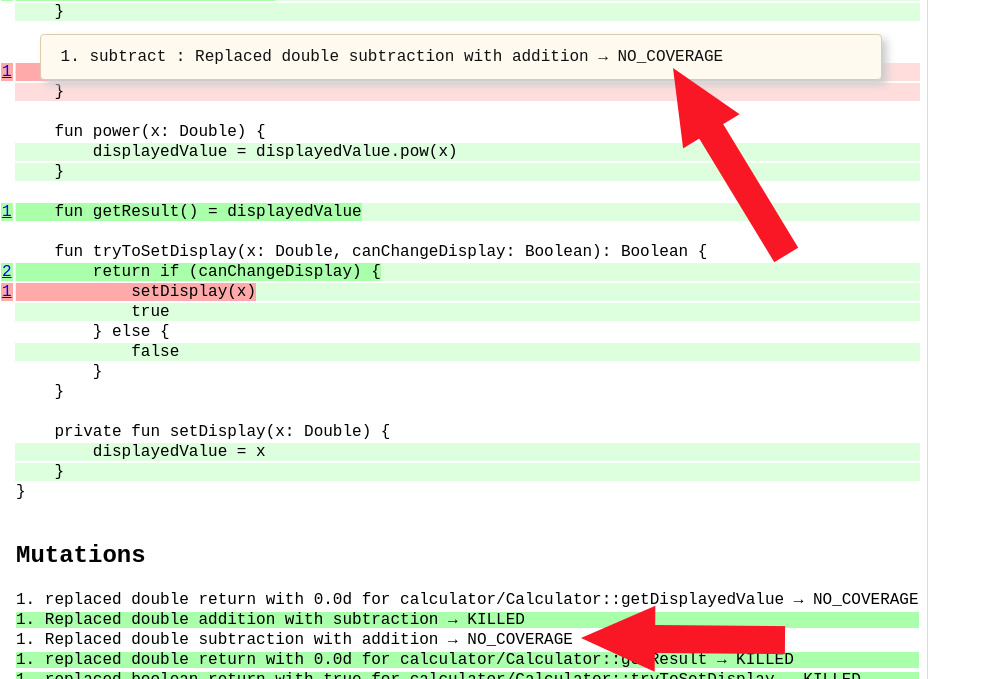 }
1. subtract : Replaced double subtraction with addition → NO_COVERAGE
1
}
fun power(x: Double) {
displayedValue = displayedValue.pow(x)
}
1 fun getResult() = displayedValue
fun tryToSetDisplay(x: Double, canChangeDisplay: Boolean): Boolean {
2 return if (canChangeDisplay) {
1 setDisplay(x)
true
} else {
false
}
}
private fun setDisplay(x: Double) {
displayedValue = x
}
}
Mutations
1. replaced double return with 0.0d for calculator/Calculator::getDisplayedValue → NO_COVERAGE
1. Replaced double addition with subtraction → KILLED
1. Replaced double subtraction with addition → NO_COVERAGE
1. replaced double return with 0.0d for calculator/Calculator::getResult → KILLED
1. replaced boolean return with true for calculator/Calculator::tryToSetDisplay → KILLED